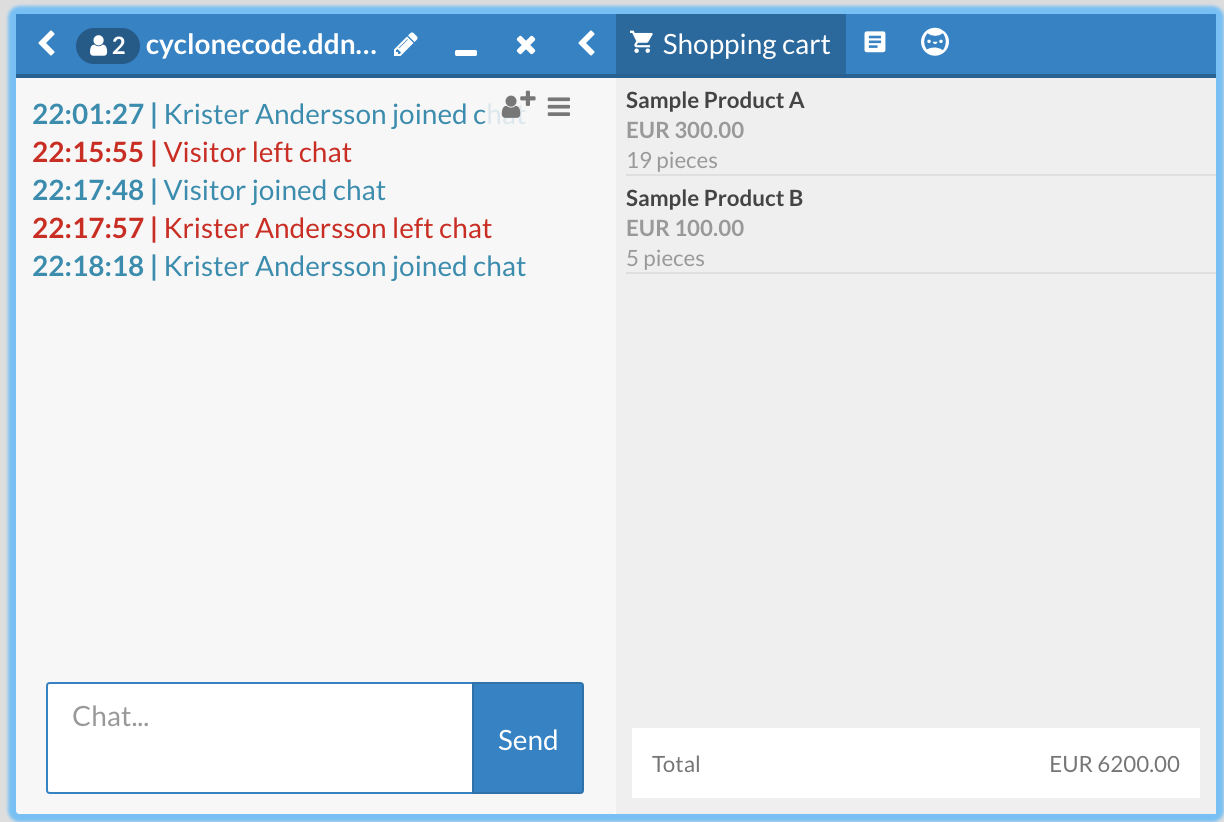 2 cyclonecode.ddn...
22:01:27 | Krister Andersson joined chat
22:15:55 | Visitor left chat
22:17:48 | Visitor joined chat
22:17:57 | Krister Andersson left chat
22:18:18 | Krister Andersson joined chat
Chat...
Send
Shopping cart
Sample Product A
EUR 300.00
19 pieces
Sample Product B
EUR 100.00
5 pieces
Total EUR 6200.00